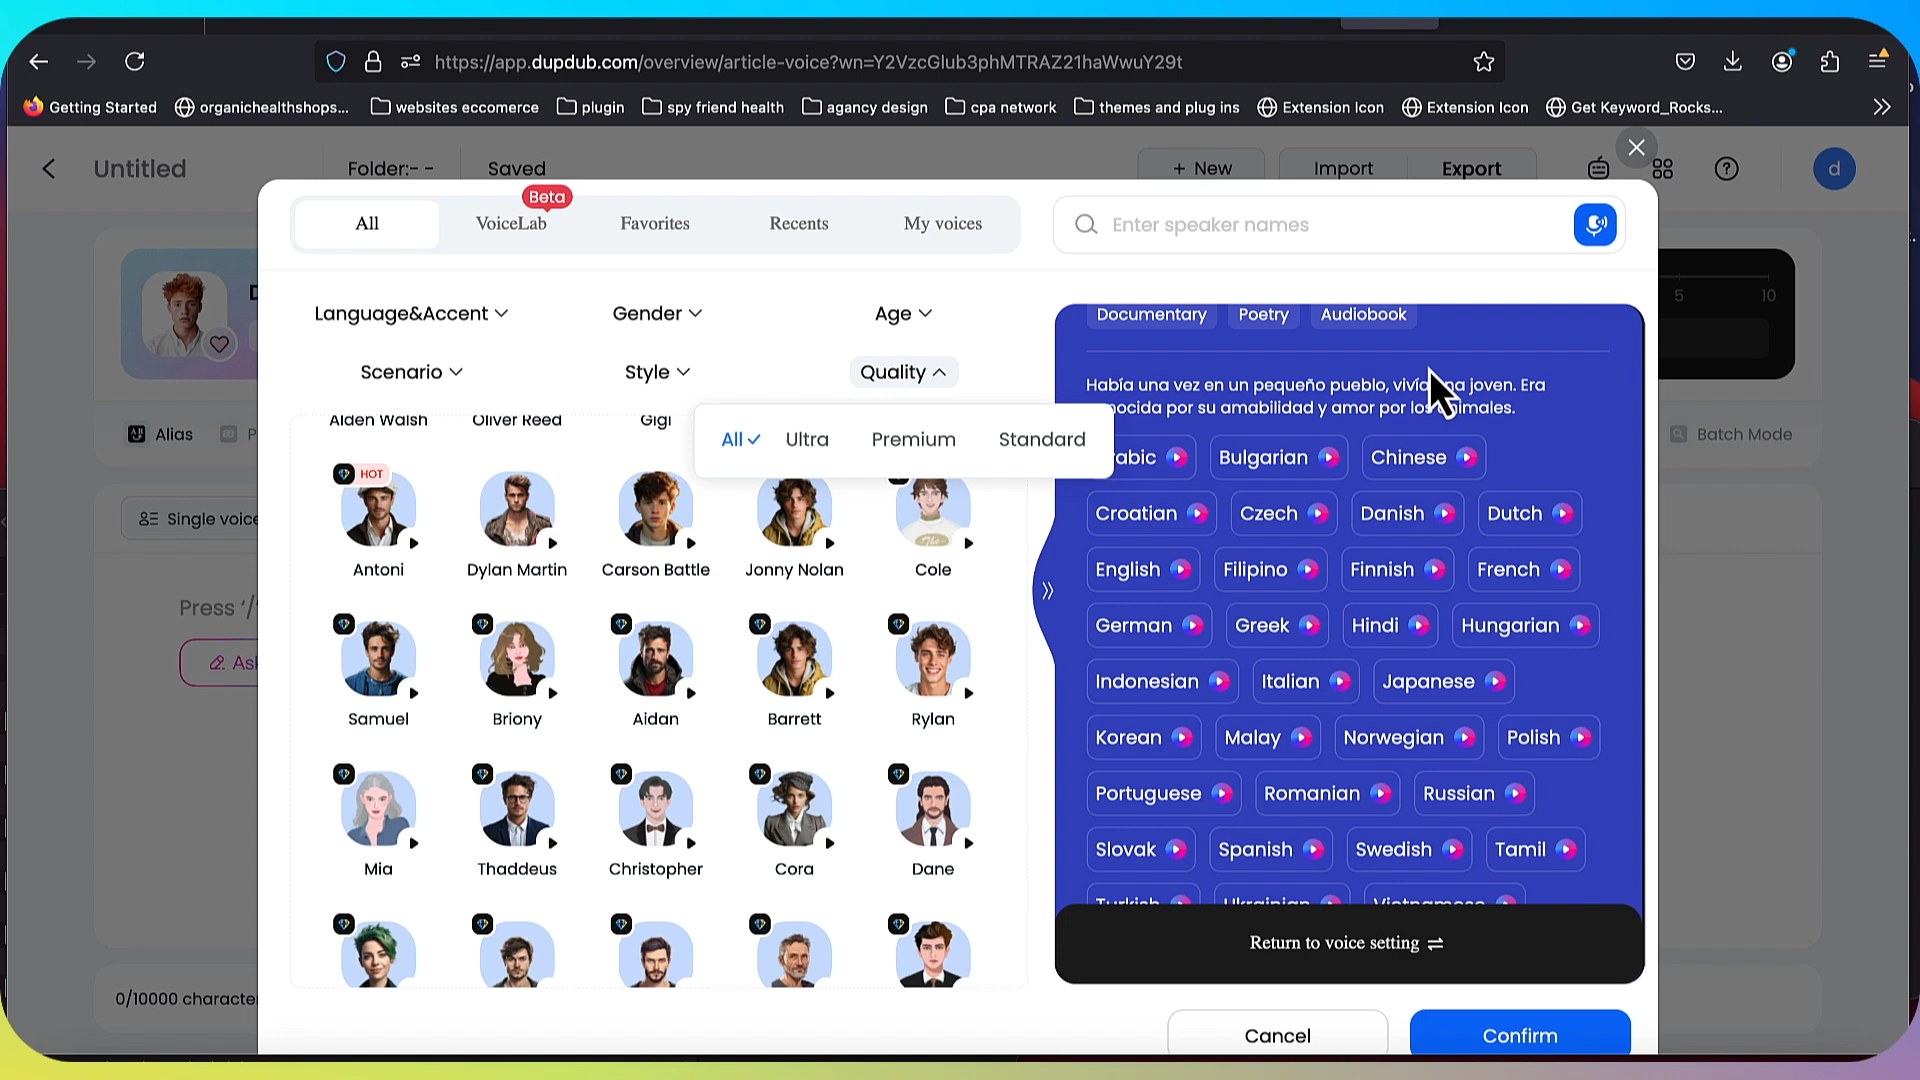 https://app.dupdub.com/overview/article-voice?wn=Y2VzcGlub3phMTRAZ21haWwuY29t
Getting Started
organichealthshops...
websites eccomerce
plugin
spy friend health
agancy design
cpa network
themes and plug ins
Extension Icon
Extension Icon
Get Keyword_Rocks...
Untitled
Folder:- -
Saved
+ New
Import
Export
d
Beta
All
VoiceLab
Favorites
Recents
My voices
Enter speaker names
Language&Accent
Gender
Age
Scenario
Style
Quality
All
Ultra
Premium
Standard
Alias
Batch Mode
5
10
Single voice
Press '/'
Ask
0/10000 character
Alden Walsh
Oliver Reed
Gigi
HOT
Antoni
Dylan Martin
Carson Battle
Jonny Nolan
Cole
Samuel
Briony
Aidan
Barrett
Rylan
Mia
Thaddeus
Christopher
Cora
Dane
Documentary
Poetry
Audiobook
Había una vez en un pequeño pueblo, joven. Era
por su amabilidad y amor por los
Bulgarian
Chinese
Croatian
Czech
Danish
Dutch
English
Filipino
Finnish
French
German
Greek
Hindi
Hungarian
Indonesian
Italian
Japanese
Korean
Malay
Norwegian
Polish
Portuguese
Romanian
Russian
Slovak
Spanish
Swedish
Tamil
Turkish
Ukrainian
Vietnamese
Return to voice setting
Cancel
Confirm